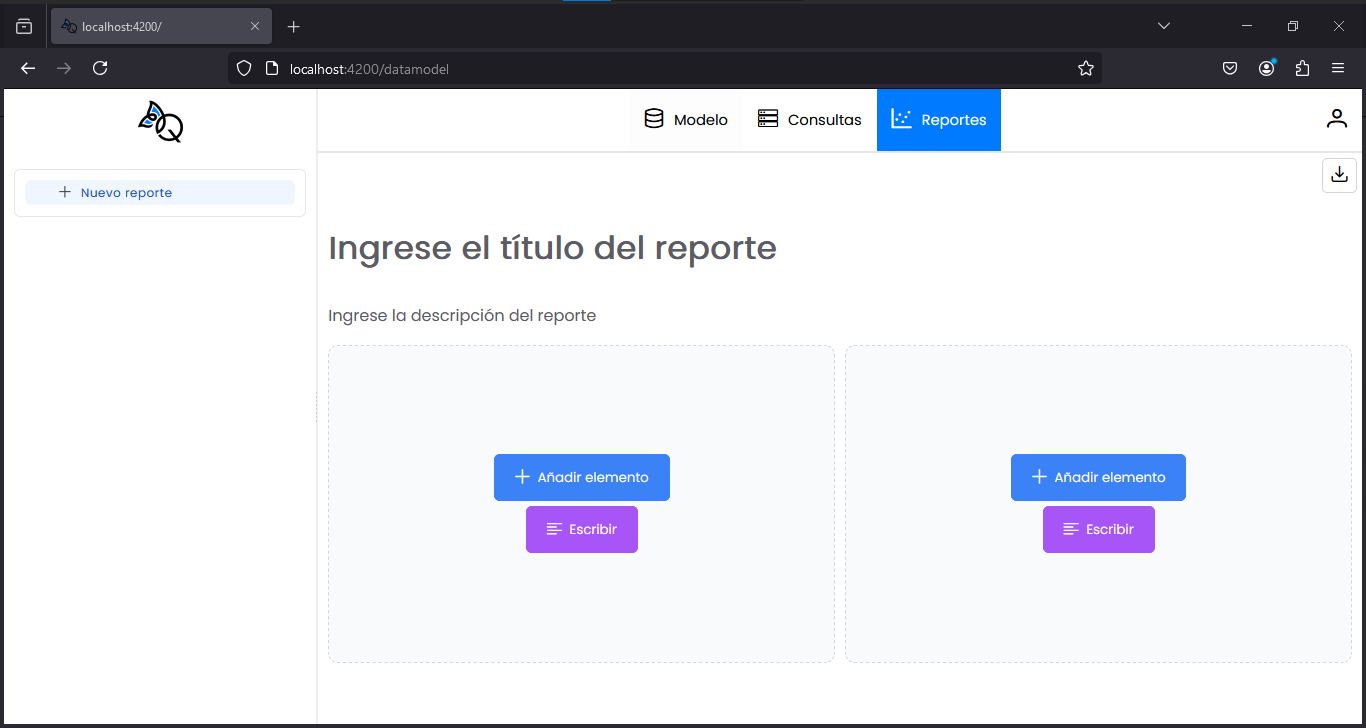 localhost:4200/
localhost:4200/datamodel
Modelo
Consultas
Reportes
Nuevo reporte
Ingrese el título del reporte
Ingrese la descripción del reporte
Añadir elemento
Escribir
Añadir elemento
Escribir